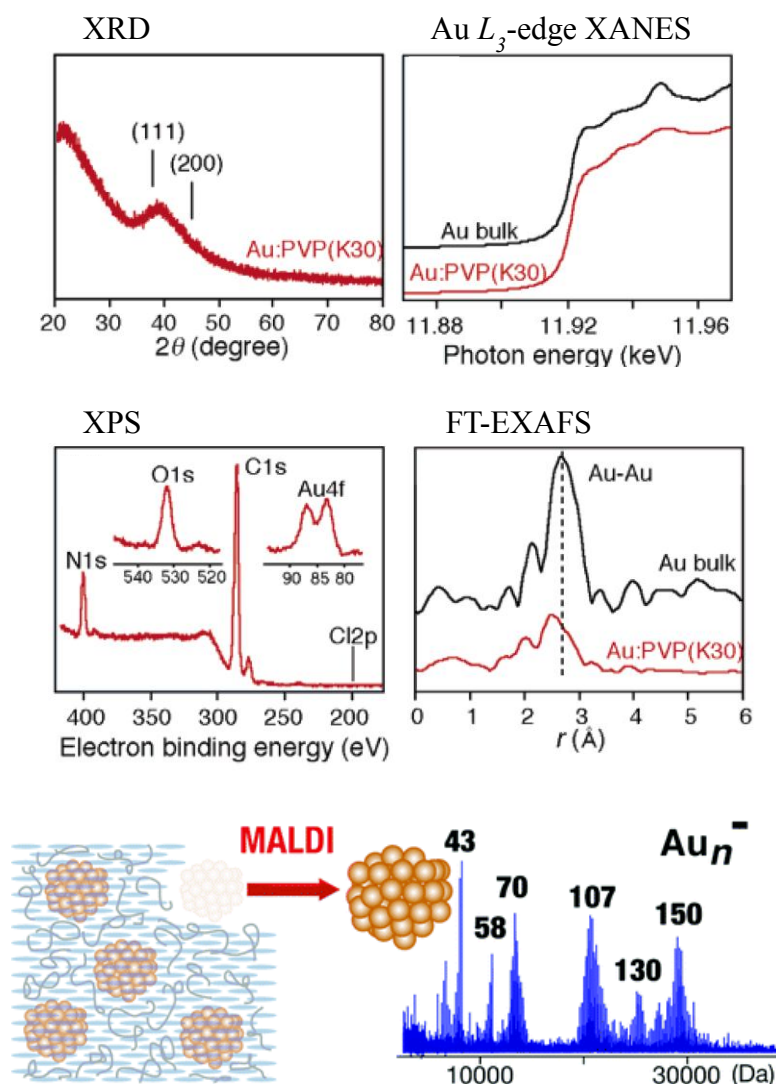 XRD
(111)
(200)
Au:PVP(K30)
20 30 40 50 60 70 80
2θ (degree)
Au L3-edge XANES
Au bulk
Au:PVP(K30)
11.88 11.92 11.96
Photon energy (keV)
XPS
O1s
C1s
Au4f
N1s
540 530 520
90 85 80
Cl2p
400 350 300 250 200
Electron binding energy (eV)
FT-EXAFS
Au-Au
Au bulk
Au:PVP(K30)
0 1 2 3 4 5 6
r (Å)
MALDI
Aun-
43
58
70
107
130
150
10000 30000 (Da)